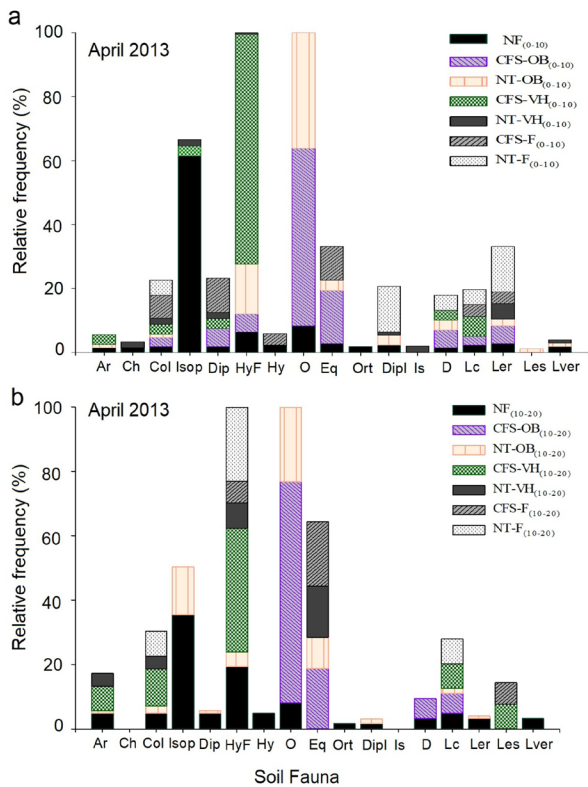 a
April 2013
Relative frequency (%)
100
80
60
40
20
0
NF(0-10)
CFS-OB(0-10)
NT-OB(0-10)
CFS-VH(0-10)
NT-VH(0-10)
CFS-F(0-10)
NT-F(0-10)
Ar Ch Col Isop Dip HyF Hy O Eq Ort Dipl Is D Lc Ler Les Lver
b
April 2013
Relative frequency (%)
100
80
60
40
20
0
NF(10-20)
CFS-OB(10-20)
NT-OB(10-20)
CFS-VH(10-20)
NT-VH(10-20)
CFS-F(10-20)
NT-F(10-20)
Ar Ch Col Isop Dip HyF Hy O Eq Ort Dipl Is D Lc Ler Les Lver
Soil Fauna